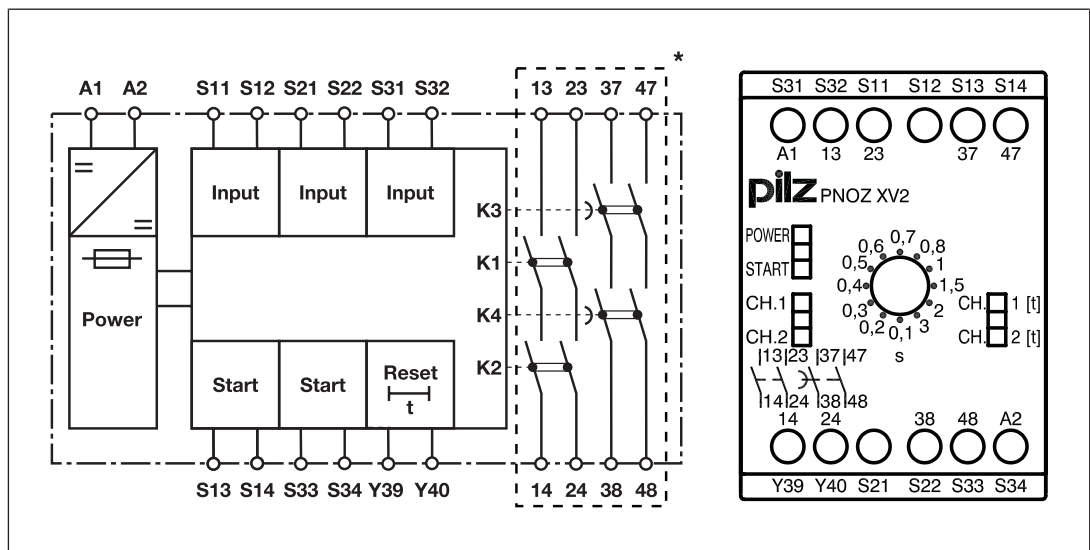 *
A1 A2 S11 S12 S21 S22 S31 S32 13 23 37 47
Input Input Input
K3
K1
Power
K4
K2
Start Start Reset
t
S13 S14 S33 S34 Y39 Y40 14 24 38 48
S31 S32 S11 S12 S13 S14
A1 13 23 37 47
pilz PNOZ XV2
POWER
START
CH.1
CH.2
0,1 0,2 0,3 0,4 0,5 0,6 0,7 0,8 1 1,5 2 3
s
CH. 1 [t]
CH. 2 [t]
13 23 37 47
14 24 38 48
14 24 38 48 A2
Y39 Y40 S21 S22 S33 S34